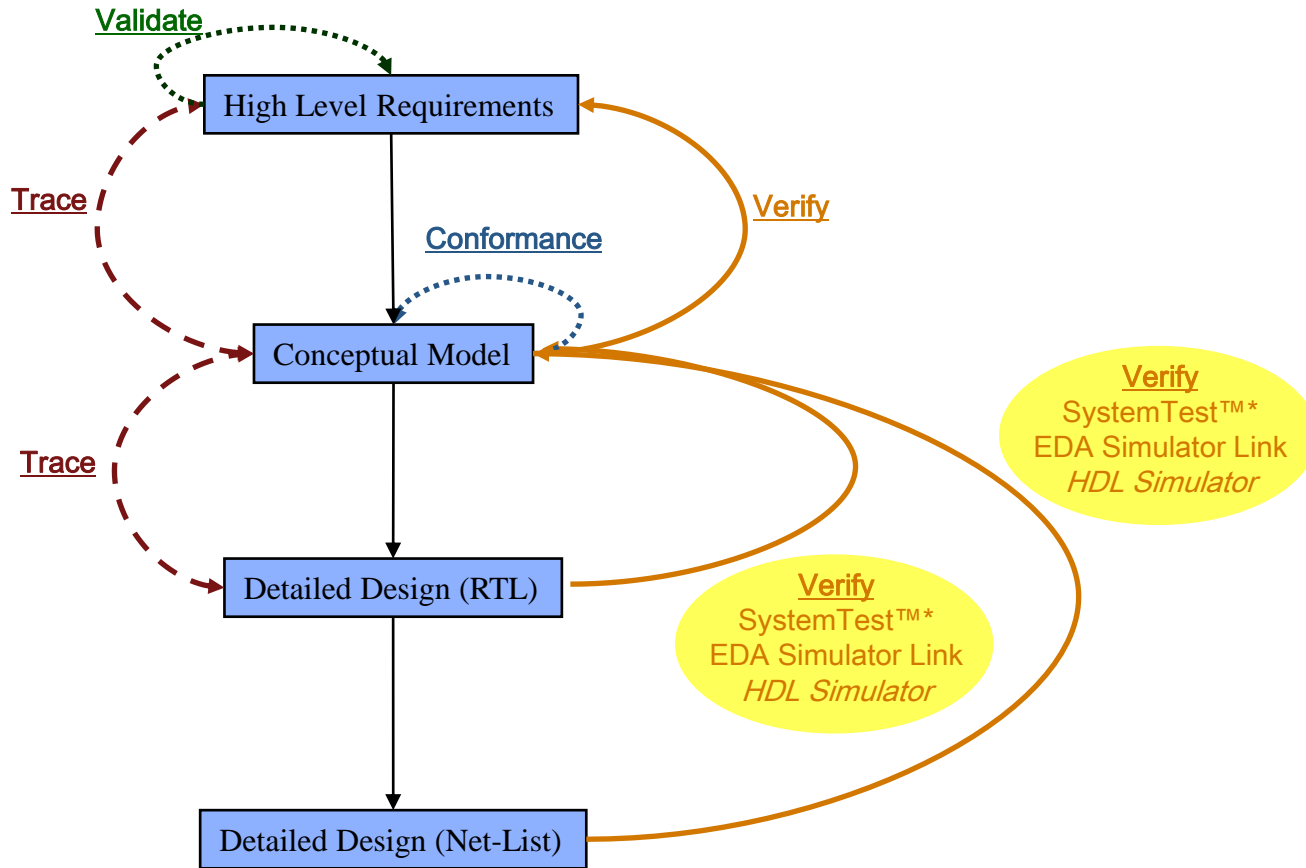 Validate
High Level Requirements
Trace
Verify
Conformance
Conceptual Model
Verify
SystemTest™*
EDA Simulator Link
HDL Simulator
Trace
Detailed Design (RTL)
Verify
SystemTest™*
EDA Simulator Link
HDL Simulator
Detailed Design (Net-List)